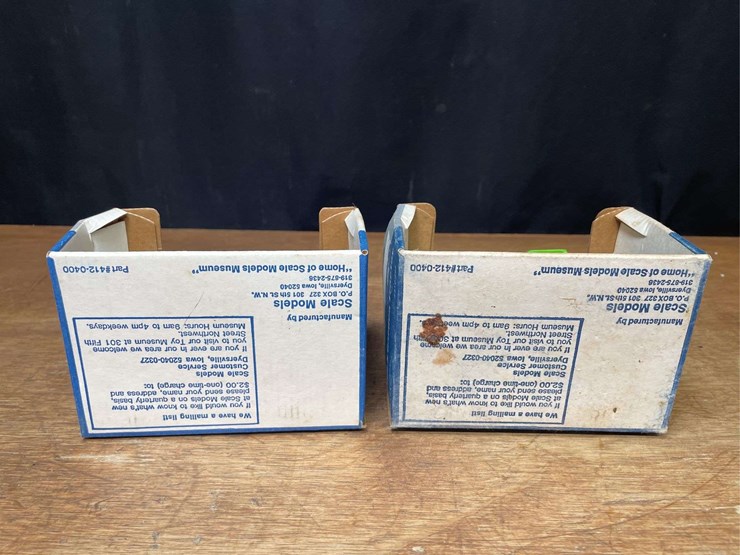 We have a mailing list!
If you would like to know what's new
at Scale Models on a quarterly basis,
please send your name, address and
$2.00 (one-time charge) to:
Scale Models
Customer Service
Dyersville, Iowa 52040-0327
If you are ever in our area we welcome
you to visit our Toy Museum at 301 Fifth
Street Northwest.
Museum Hours: 9am 4pm weekdays.
Manufactured by
Scale Models
P.O. BOX 327 301 5th St. N.W.
Dyersville, Iowa 52040
319-875-2436
"Home of Scale Models Museum" Part#412-0400
We have a mailing list!
If you would like to know what's new
at Scale Models on a quarterly basis,
please send your name, address and
$2.00 (one-time charge) to:
Scale Models
Customer Service
Dyersville, Iowa 52040-0327
If you are ever in our area we welcome
you to visit our Toy Museum at
Street Northwest.
Museum Hours: 9am to 4pm
Manufactured by
Scale Models
P.O. BOX 327 301 5th St. N.W.
Dyersville, Iowa 52040
319-875-2436
"Home of Scale Models Museum" Part#412-0400